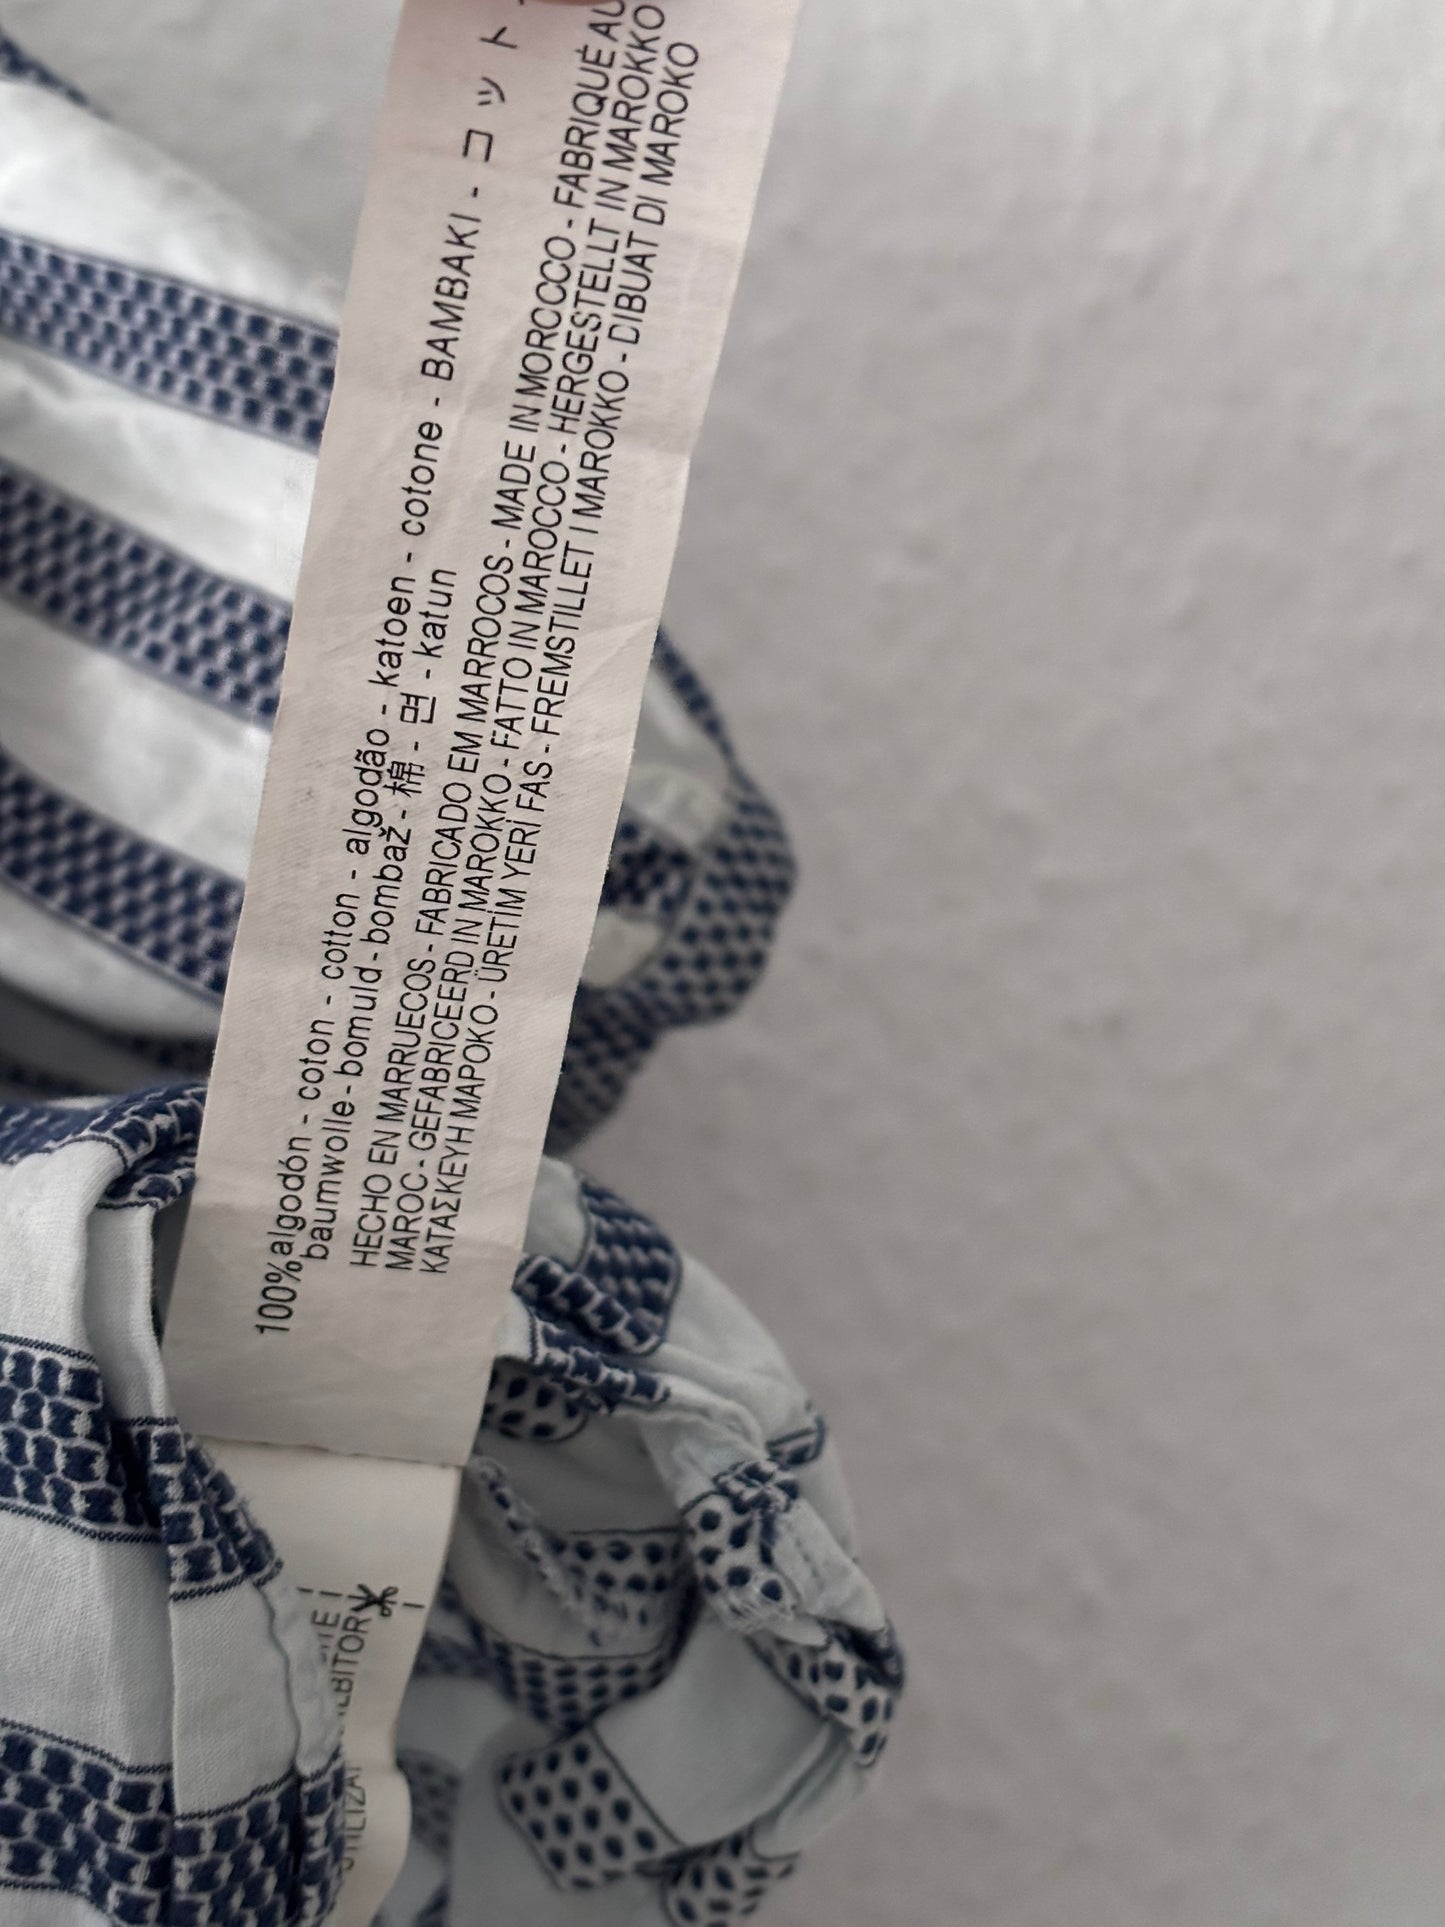 100%algodón - coton - cotton - algodão - katoen - cotone - BAMBAKI - コット
baumwolle - bomuld - bombaž - 棉 - 면 - katun
HECHO EN MARRUECOS - FABRICADO EM MARROCOS - MADE IN MOROCCO - FABRIQUÉ AU
MAROC - GEFABRICEERD IN MAROKKO - FATTO IN MAROCCO - HERGESTELLT IN MAROKKO
ΚΑΤΑΣΚΕΥΗ ΜΑΡΟΚΟ - ÜRETİM YERİ FAS - FREMSTILLET I MAROKKO - DIBUAT DI MAROKO